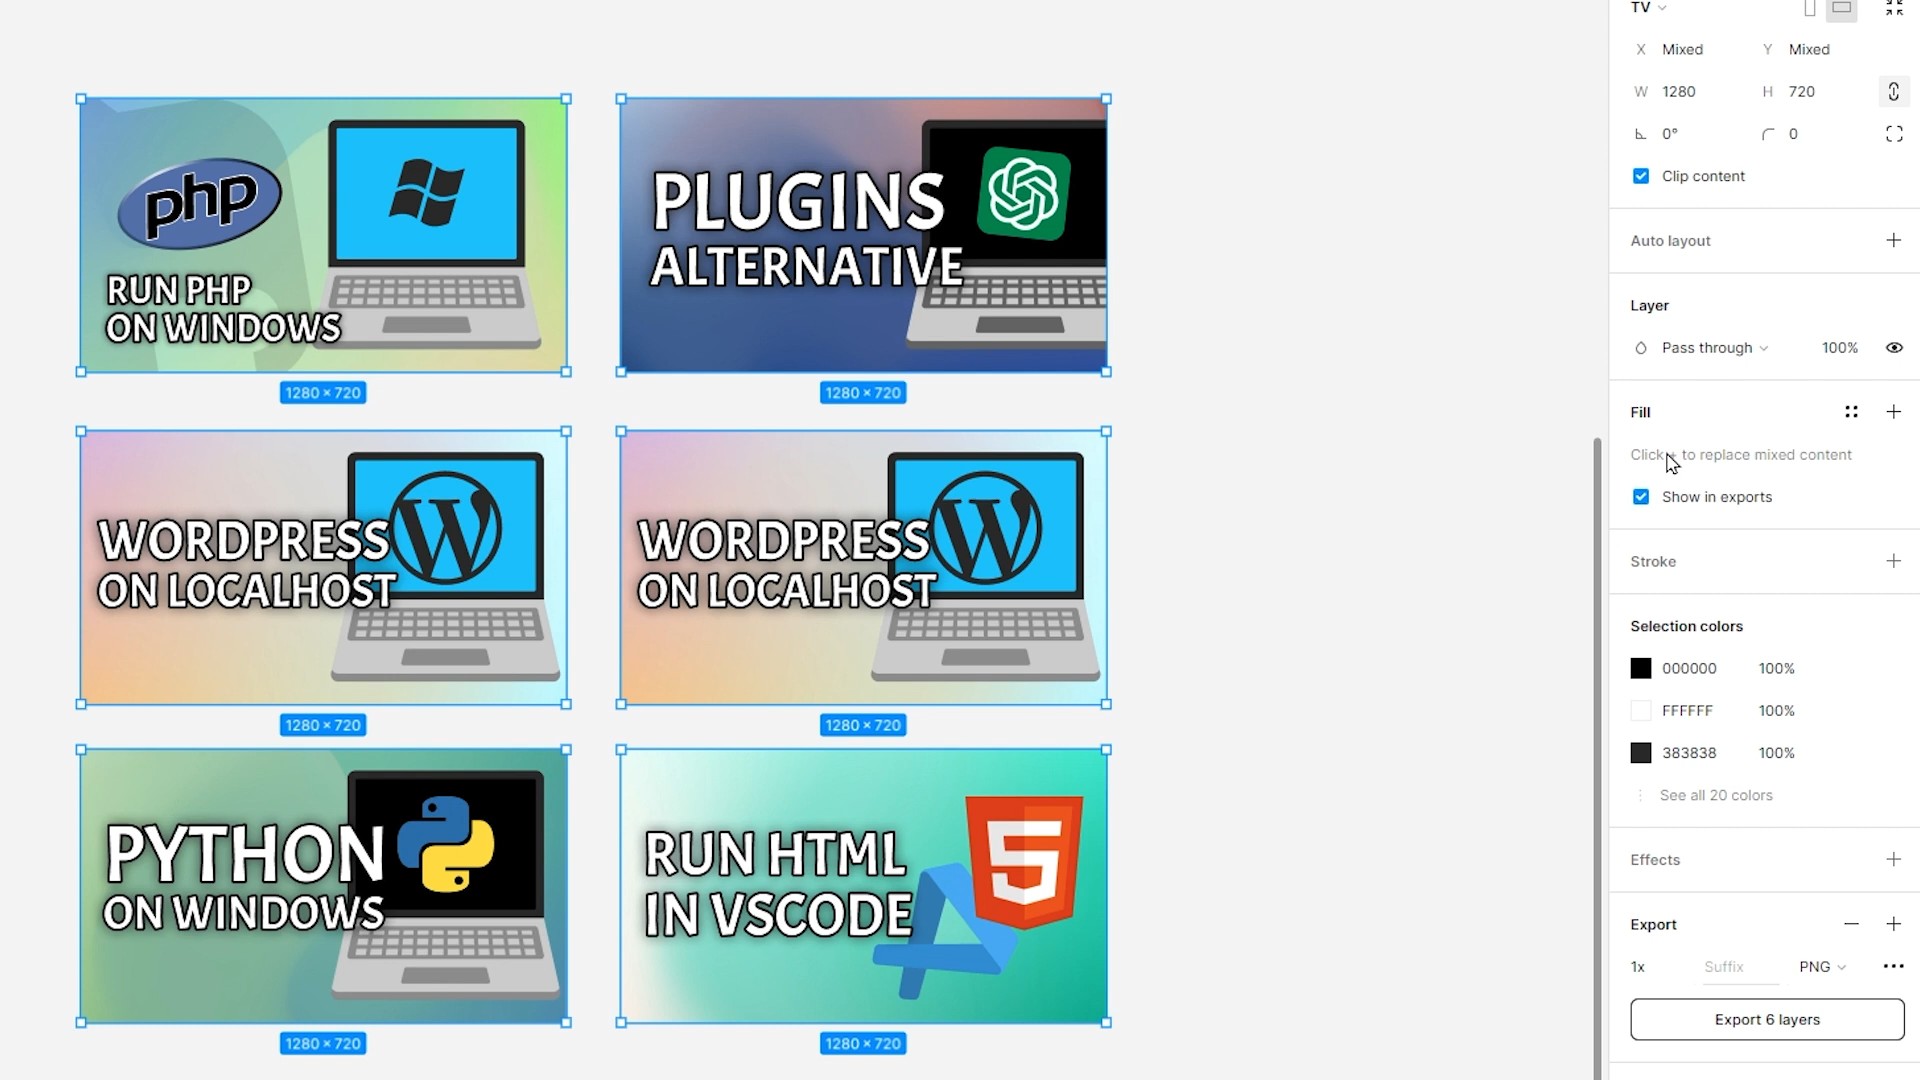 TV
X Mixed Y Mixed
W 1280 H 720
0° 0
Clip content
Auto layout
Layer
Pass through 100%
Fill
Click + to replace mixed content
Show in exports
Stroke
Selection colors
000000 100%
FFFFFF 100%
383838 100%
See all 20 colors
Effects
Export
1x Suffix PNG
Export 6 layers
php
RUN PHP
ON WINDOWS
1280 × 720
PLUGINS
ALTERNATIVE
1280 × 720
WORDPRESS
ON LOCALHOST
W
1280 × 720
WORDPRESS
ON LOCALHOST
W
1280 × 720
PYTHON
ON WINDOWS
1280 × 720
RUN HTML
IN VSCODE
5
1280 × 720